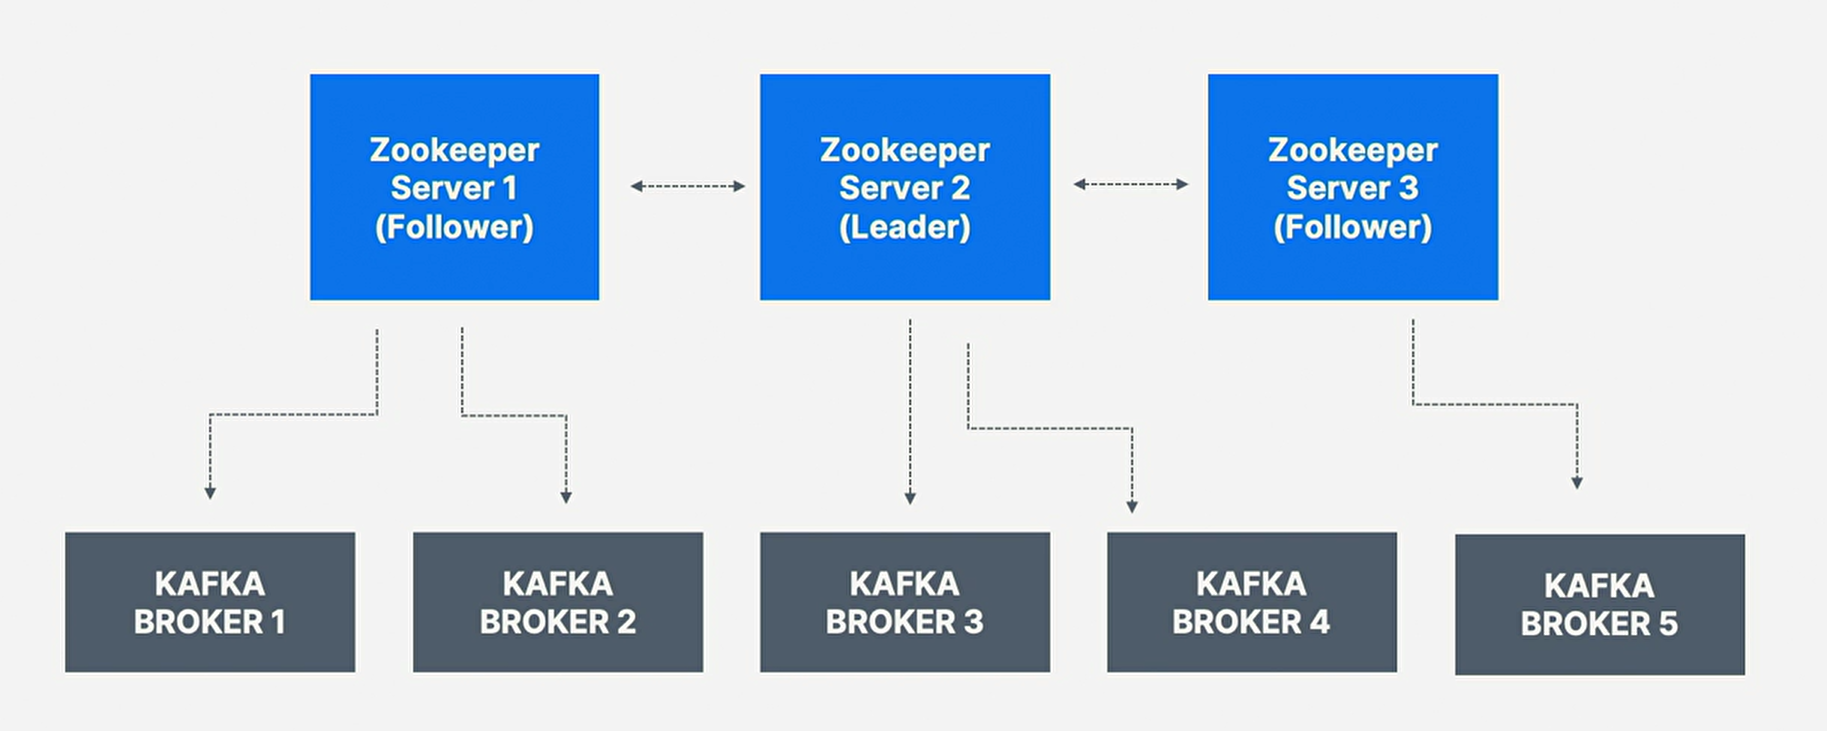 Zookeeper
Server 1
(Follower)
Zookeeper
Server 2
(Leader)
Zookeeper
Server 3
(Follower)
KAFKA
BROKER 1
KAFKA
BROKER 2
KAFKA
BROKER 3
KAFKA
BROKER 4
KAFKA
BROKER 5